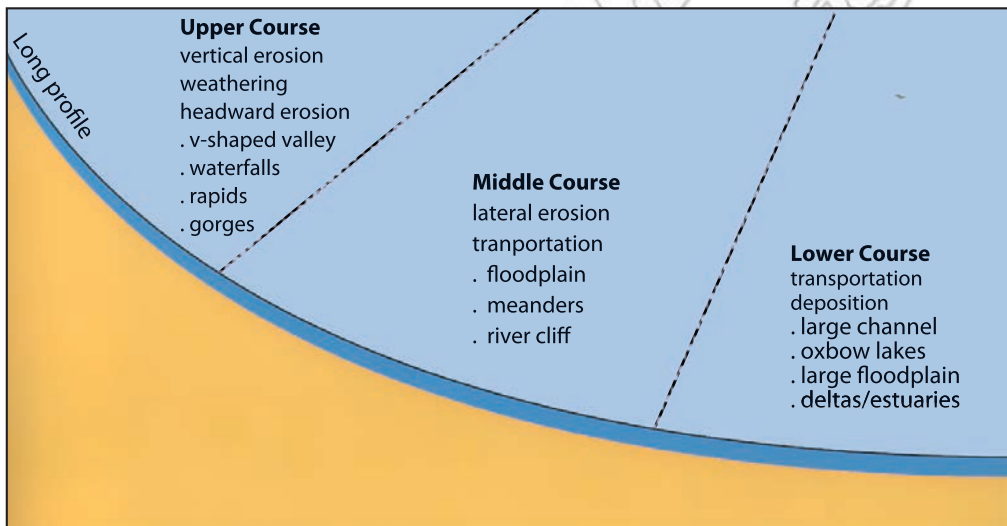 Long profile
Upper Course
vertical erosion
weathering
headward erosion
. v-shaped valley
. waterfalls
. rapids
. gorges
Middle Course
lateral erosion
tranportation
. floodplain
. meanders
. river cliff
Lower Course
transportation
deposition
. large channel
. oxbow lakes
. large floodplain
. deltas/estuaries